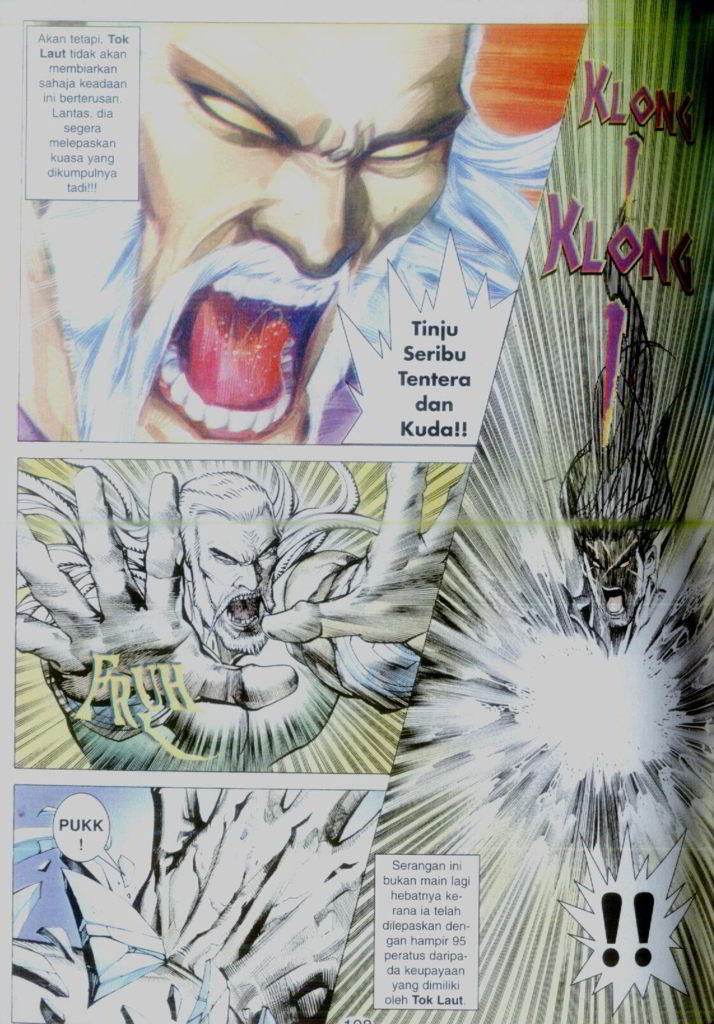 Akan tetapi, Tok
Laut tidak akan
membiarkan
sahaja keadaan
ini berterusan.
Lantas, dia
segera
melepaskan
kuasa yang
dikumpulnya
tadi!!!
Tinju
Seribu
Tentera
dan
Kuda!!
KLONG
!
KLONG
!
FRUH
PUKK
!
Serangan ini
bukan main lagi
hebatnya ke-
rana ia telah
dilepaskan den-
gan hampir 95
peratus daripa-
da keupayaan
yang dimiliki
oleh Tok Laut.
!!